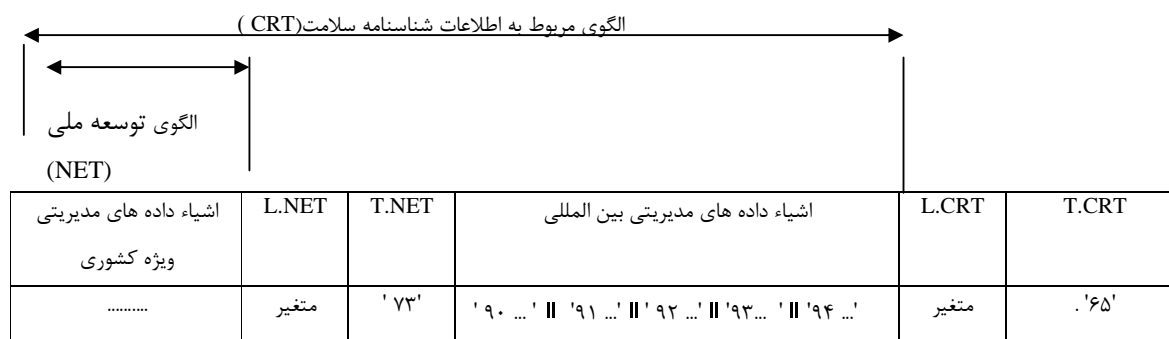 الگوی مربوط به اطلاعات شناسنامه سلامت(CRT )
الگوی توسعه ملی
(NET)
T.CRT
L.CRT
اشیاء داده های مدیریتی بین المللی
T.NET
L.NET
اشیاء داده های مدیریتی
ویژه کشوری
'۶۵' .
متغیر
'... ۹۴' || '...۹۳' || '... ۹۲ ' || '... ۹۱' || ' ... ۹۰ '
'۷۳ '
متغیر
..........